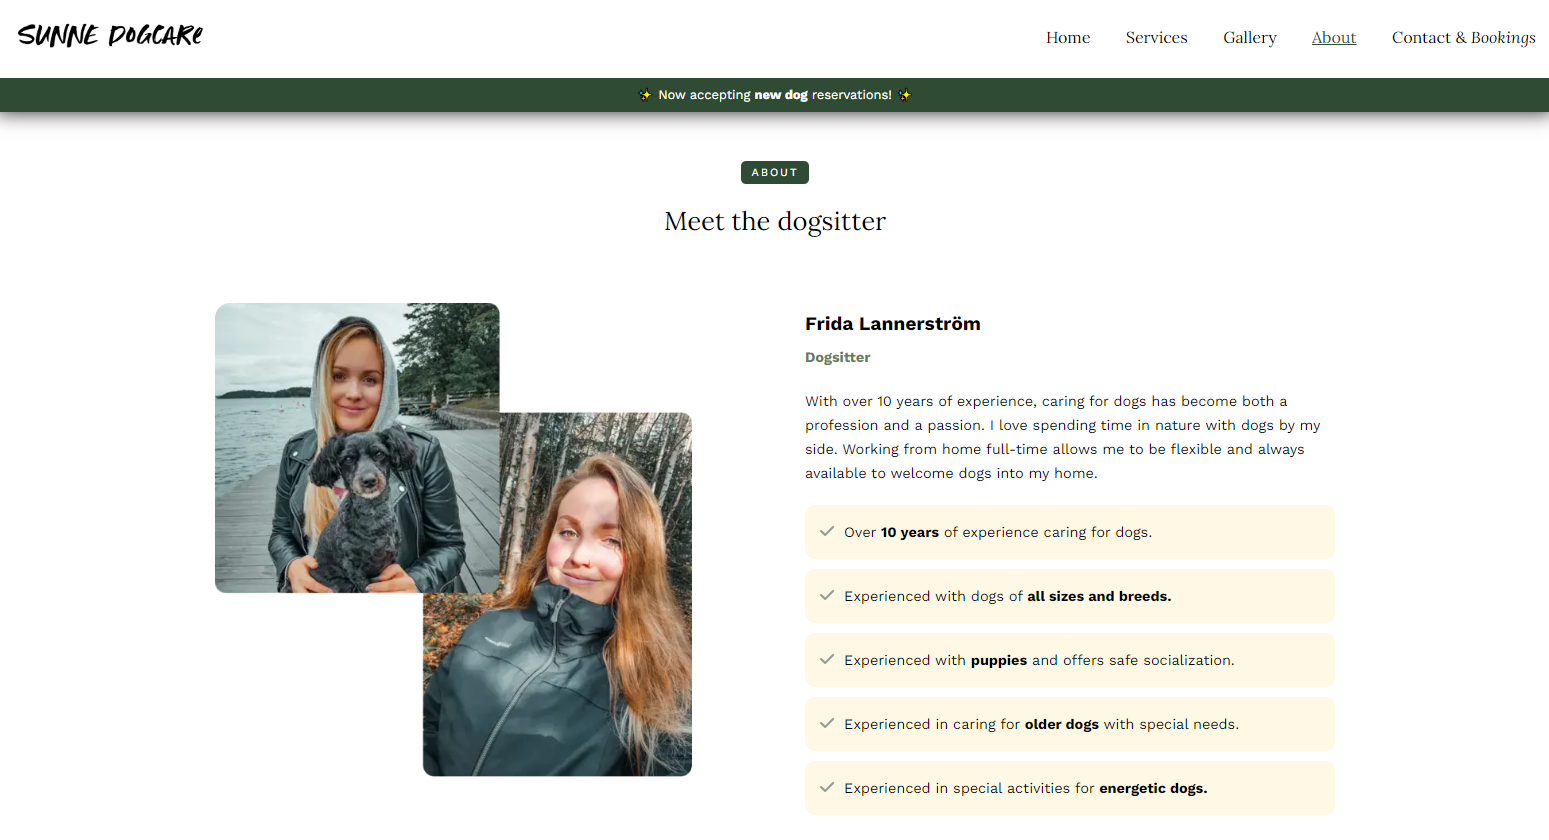 SUNNE DOGCARE
Home Services Gallery About Contact & Bookings
✨ Now accepting new dog reservations! ✨
ABOUT
Meet the dogsitter
Frida Lannerström
Dogsitter
With over 10 years of experience, caring for dogs has become both a
profession and a passion. I love spending time in nature with dogs by my
side. Working from home full-time allows me to be flexible and always
available to welcome dogs into my home.
Over 10 years of experience caring for dogs.
Experienced with dogs of all sizes and breeds.
Experienced with puppies and offers safe socialization.
Experienced in caring for older dogs with special needs.
Experienced in special activities for energetic dogs.